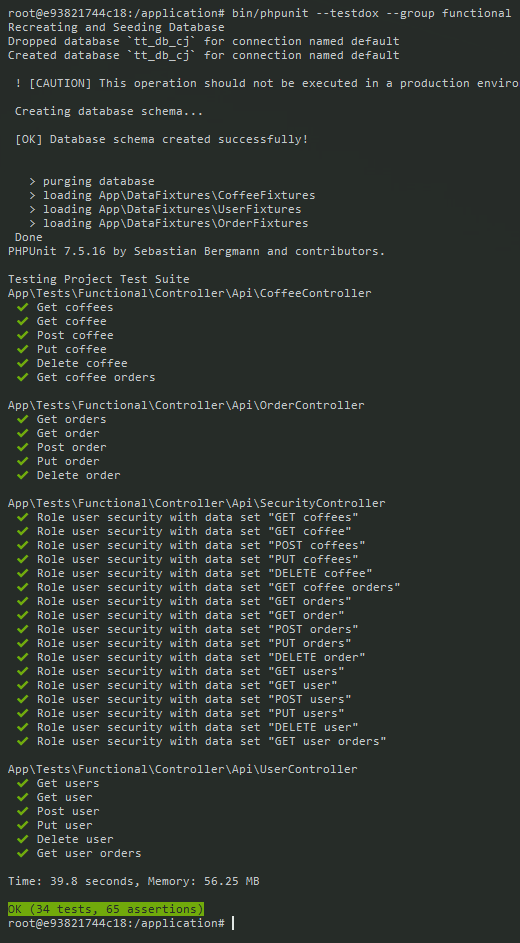 root@e93821744c18:/application# bin/phpunit --testdox --group functional
Recreating and Seeding Database
Dropped database `tt_db_cj` for connection named default
Created database `tt_db_cj` for connection named default
! [CAUTION] This operation should not be executed in a production enviro
Creating database schema...
[OK] Database schema created successfully!
> purging database
> loading App\DataFixtures\CoffeeFixtures
> loading App\DataFixtures\UserFixtures
> loading App\DataFixtures\OrderFixtures
Done
PHPUnit 7.5.16 by Sebastian Bergmann and contributors.
Testing Project Test Suite
App\Tests\Functional\Controller\Api\CoffeeController
✔ Get coffees
✔ Get coffee
✔ Post coffee
✔ Put coffee
✔ Delete coffee
✔ Get coffee orders
App\Tests\Functional\Controller\Api\OrderController
✔ Get orders
✔ Get order
✔ Post order
✔ Put order
✔ Delete order
App\Tests\Functional\Controller\Api\SecurityController
✔ Role user security with data set "GET coffees"
✔ Role user security with data set "GET coffee"
✔ Role user security with data set "POST coffees"
✔ Role user security with data set "PUT coffees"
✔ Role user security with data set "DELETE coffee"
✔ Role user security with data set "GET coffee orders"
✔ Role user security with data set "GET orders"
✔ Role user security with data set "GET order"
✔ Role user security with data set "POST orders"
✔ Role user security with data set "PUT orders"
✔ Role user security with data set "DELETE order"
✔ Role user security with data set "GET users"
✔ Role user security with data set "GET user"
✔ Role user security with data set "POST users"
✔ Role user security with data set "PUT users"
✔ Role user security with data set "DELETE user"
✔ Role user security with data set "GET user orders"
App\Tests\Functional\Controller\Api\UserController
✔ Get users
✔ Get user
✔ Post user
✔ Put user
✔ Delete user
✔ Get user orders
Time: 39.8 seconds, Memory: 56.25 MB
OK (34 tests, 65 assertions)
root@e93821744c18:/application#